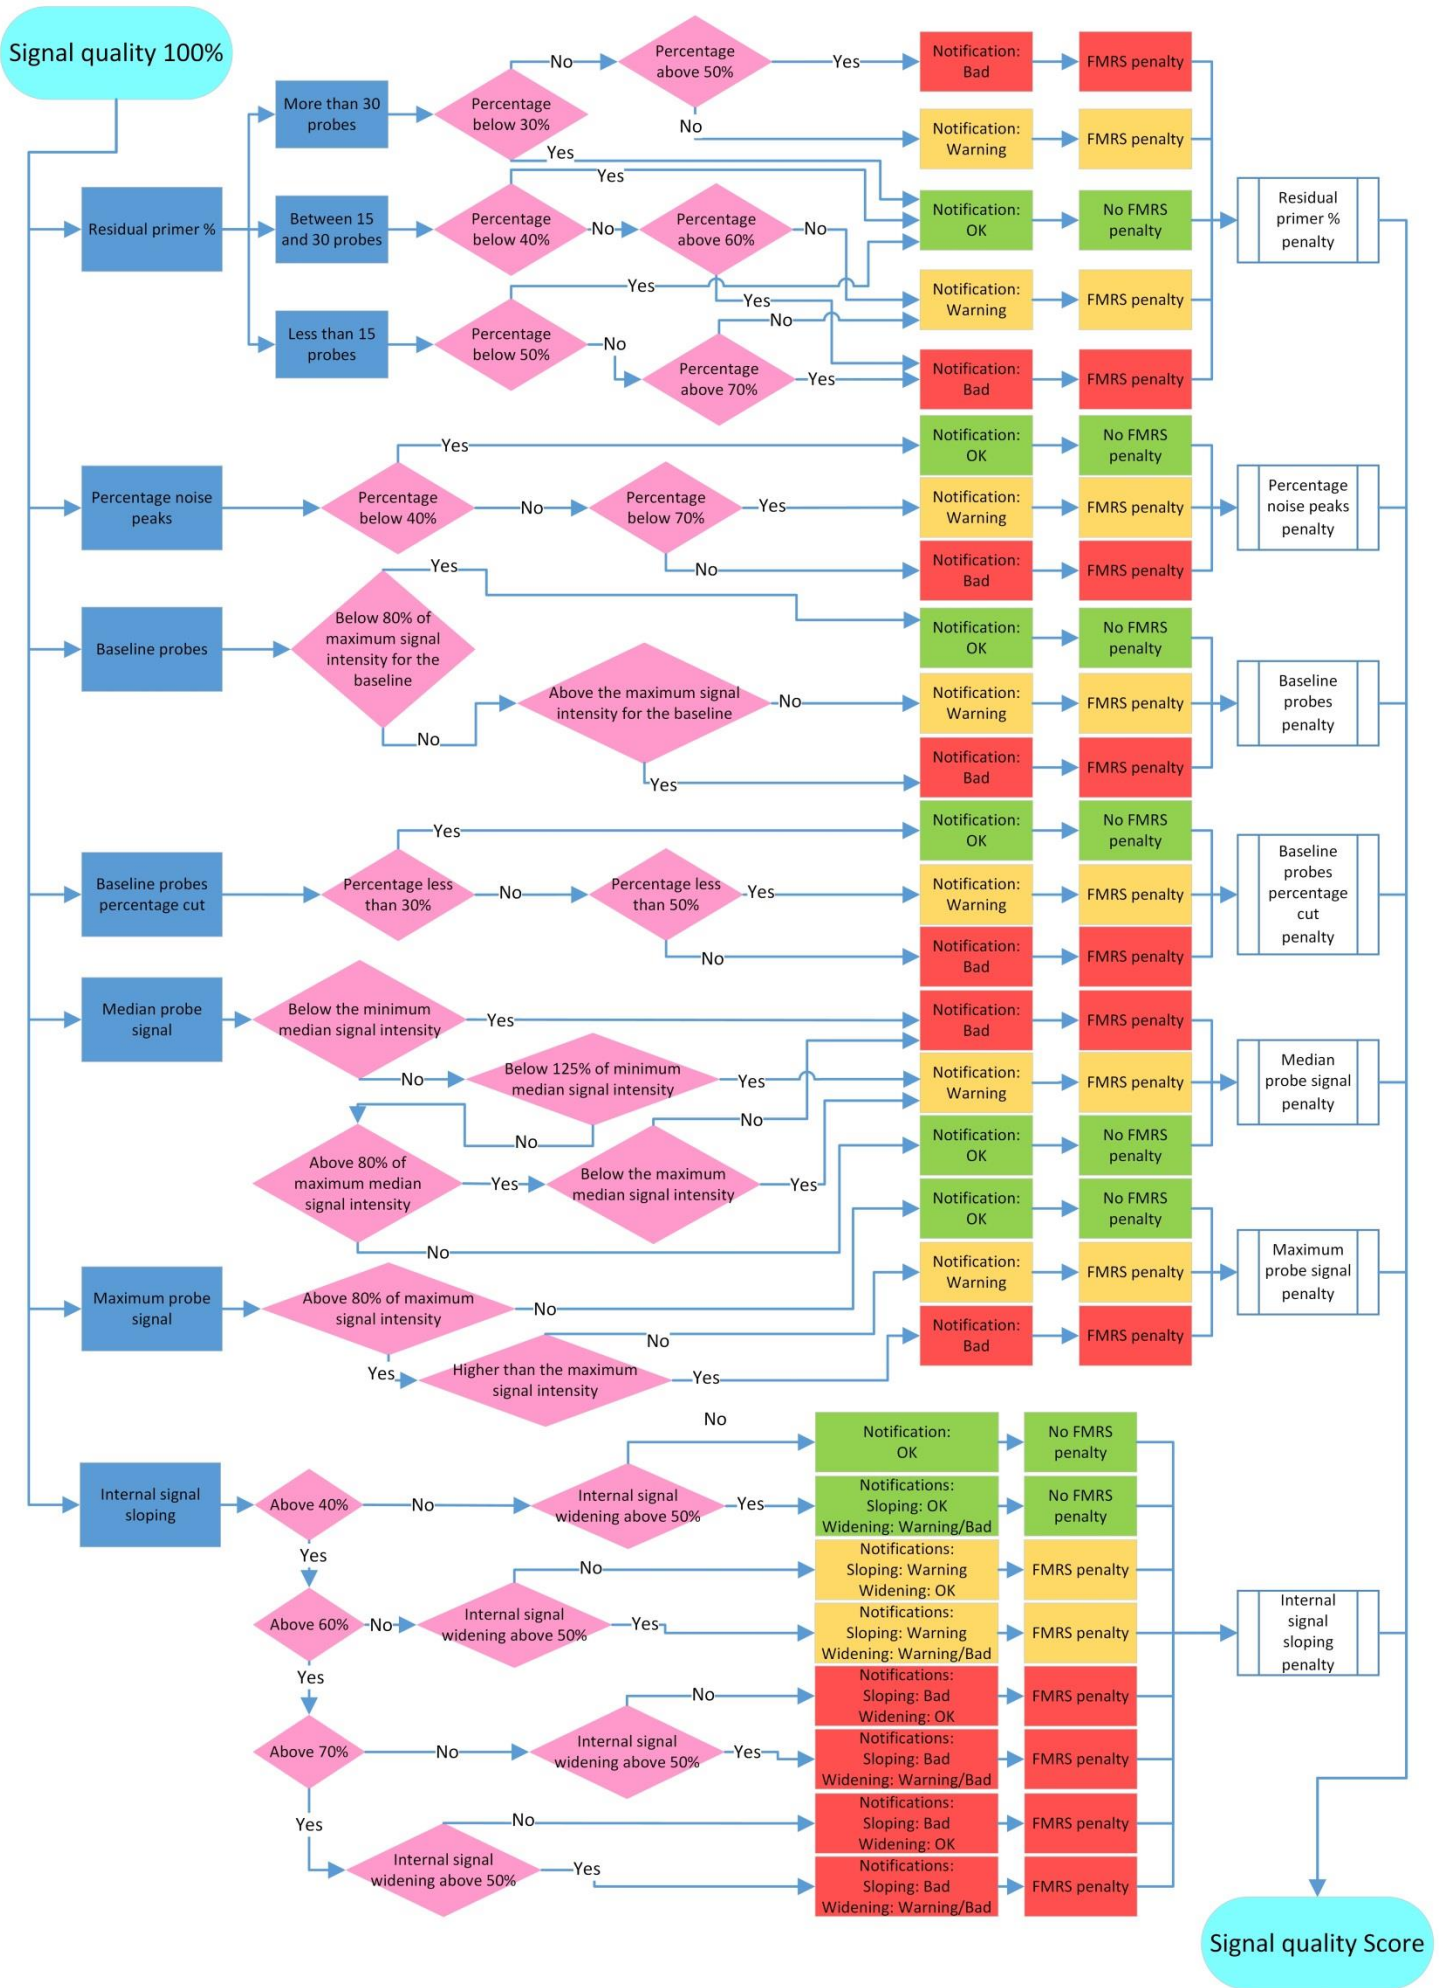 Signal quality 100%
Residual primer %
More than 30
probes
Percentage
below 30%
No
Percentage
above 50%
Yes
Notification:
Bad
FMRS penalty
No
Notification:
Warning
FMRS penalty
Yes
Between 15
and 30 probes
Percentage
below 40%
Yes
No
Percentage
above 60%
No
Yes
Notification:
OK
No FMRS
penalty
Residual
primer %
penalty
Less than 15
probes
Percentage
below 50%
Yes
No
Percentage
above 70%
No
Yes
Notification:
Warning
FMRS penalty
Notification:
Bad
FMRS penalty
Percentage noise
peaks
Percentage
below 40%
Yes
No
Percentage
below 70%
Yes
No
Notification:
OK
No FMRS
penalty
Notification:
Warning
FMRS penalty
Notification:
Bad
FMRS penalty
Percentage
noise peaks
penalty
Baseline probes
Below 80% of
maximum signal
intensity for the
baseline
Yes
No
Above the maximum signal
intensity for the baseline
No
Yes
Notification:
OK
No FMRS
penalty
Notification:
Warning
FMRS penalty
Notification:
Bad
FMRS penalty
Baseline
probes
penalty
Baseline probes
percentage cut
Percentage less
than 30%
Yes
No
Percentage less
than 50%
Yes
No
Notification:
OK
No FMRS
penalty
Notification:
Warning
FMRS penalty
Notification:
Bad
FMRS penalty
Baseline
probes
percentage
cut
penalty
Median probe
signal
Below the minimum
median signal intensity
Yes
No
Below 125% of minimum
median signal intensity
Yes
No
Above 80% of
maximum median
signal intensity
Yes
No
Below the maximum
median signal intensity
No
Yes
Notification:
Bad
FMRS penalty
Notification:
Warning
FMRS penalty
Notification:
OK
No FMRS
penalty
Median
probe signal
penalty
Maximum probe
signal
Above 80% of maximum
signal intensity
No
Yes
Higher than the maximum
signal intensity
No
Yes
Notification:
OK
No FMRS
penalty
Notification:
Warning
FMRS penalty
Notification:
Bad
FMRS penalty
Maximum
probe signal
penalty
Internal signal
sloping
Above 40%
No
Yes
Internal signal
widening above 50%
No
Yes
Notification:
OK
No FMRS
penalty
Notifications:
Sloping: OK
Widening: Warning/Bad
No FMRS
penalty
Above 60%
No
Yes
Internal signal
widening above 50%
No
Yes
Notifications:
Sloping: Warning
Widening: OK
FMRS penalty
Notifications:
Sloping: Warning
Widening: Warning/Bad
FMRS penalty
Above 70%
No
Yes
Internal signal
widening above 50%
No
Yes
Notifications:
Sloping: Bad
Widening: OK
FMRS penalty
Notifications:
Sloping: Bad
Widening: Warning/Bad
FMRS penalty
Internal signal
widening above 50%
No
Yes
Notifications:
Sloping: Bad
Widening: OK
FMRS penalty
Notifications:
Sloping: Bad
Widening: Warning/Bad
FMRS penalty
Internal
signal
sloping
penalty
Signal quality Score